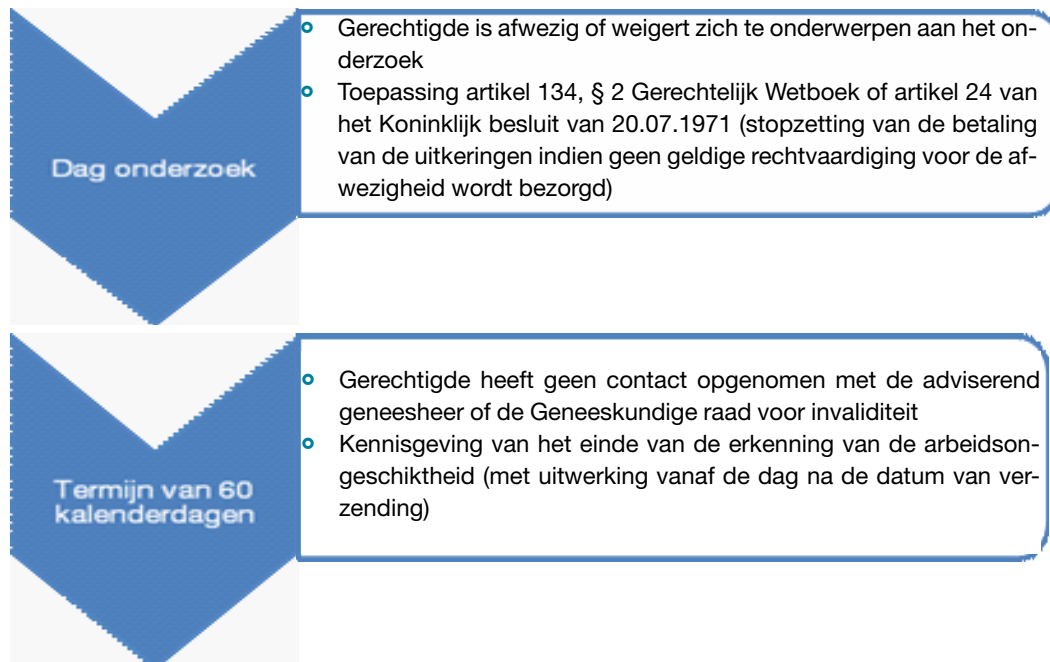 Dag onderzoek
Gerechtigde is afwezig of weigert zich te onderwerpen aan het on-
derzoek
Toepassing artikel 134, § 2 Gerechtelijk Wetboek of artikel 24 van
het Koninklijk besluit van 20.07.1971 (stopzetting van de betaling
van de uitkeringen indien geen geldige rechtvaardiging voor de af-
wezigheid wordt bezorgd)
Termijn van 60
kalenderdagen
Gerechtigde heeft geen contact opgenomen met de adviserend
geneesheer of de Geneeskundige raad voor invaliditeit
Kennisgeving van het einde van de erkenning van de arbeidson-
geschiktheid (met uitwerking vanaf de dag na de datum van ver-
zending)